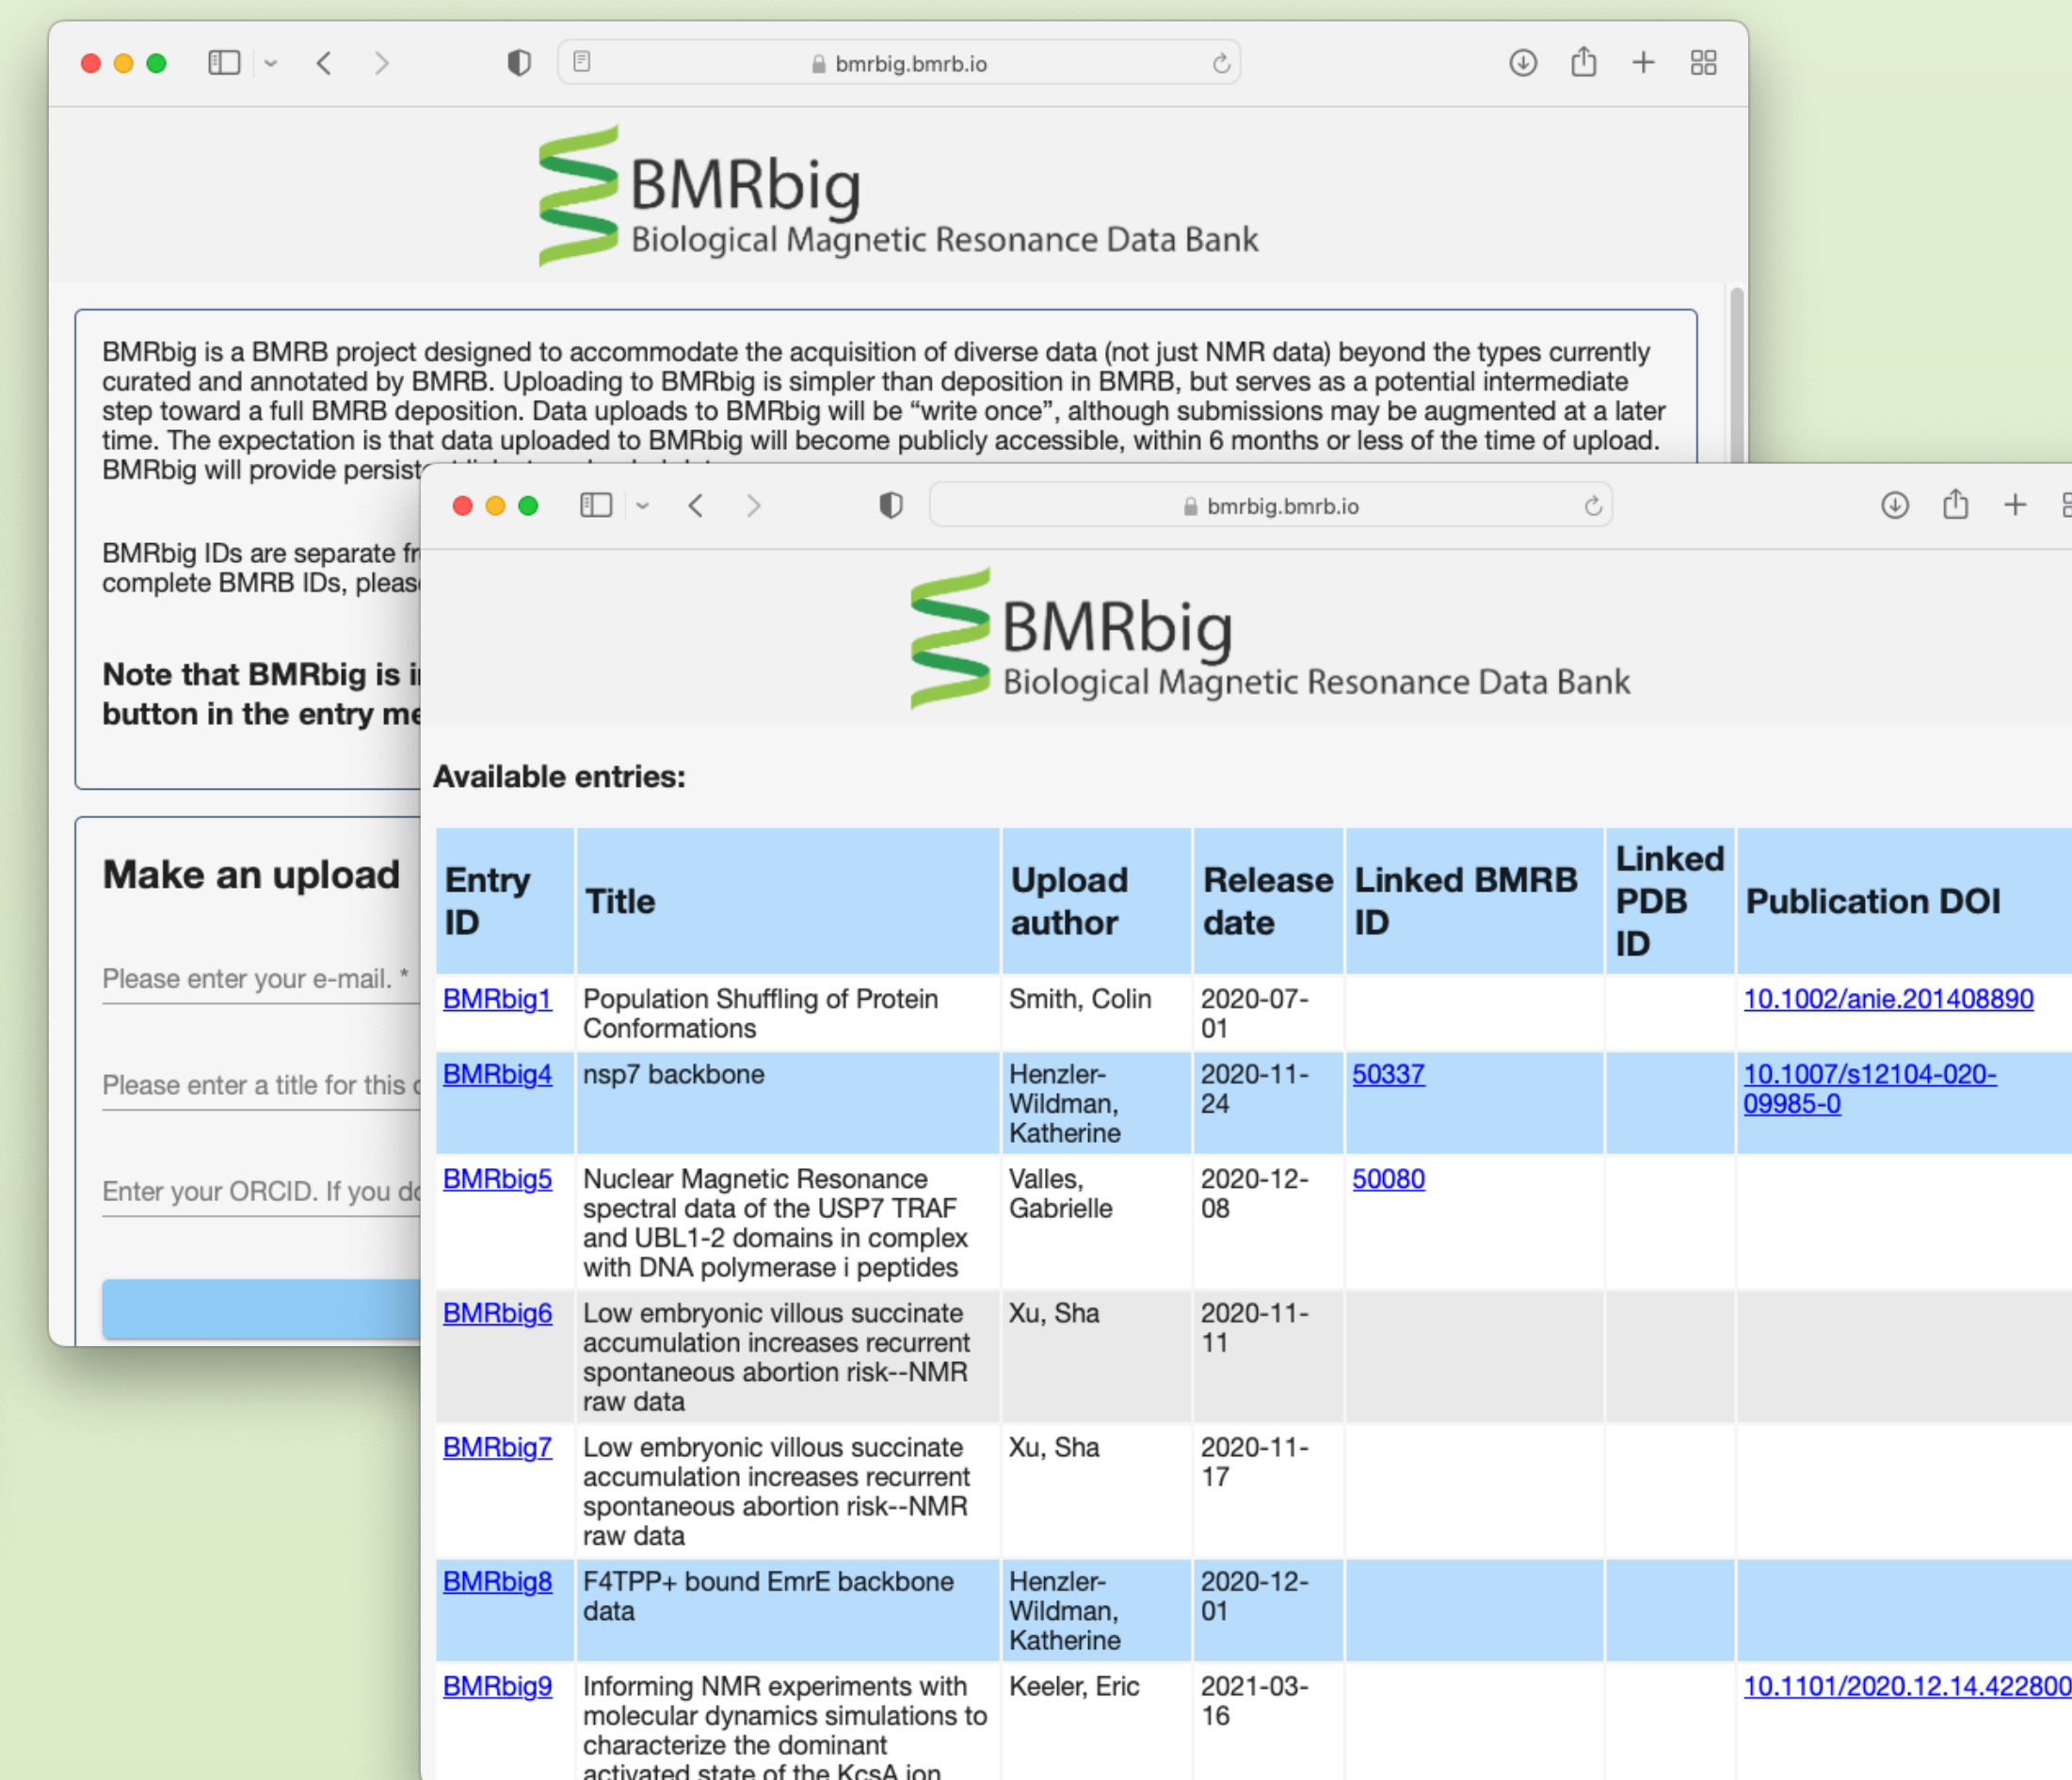 bmrbig.bmrb.io
BMRbig
Biological Magnetic Resonance Data Bank
BMRbig is a BMRB project designed to accommodate the acquisition of diverse data (not just NMR data) beyond the types currently
curated and annotated by BMRB. Uploading to BMRbig is simpler than deposition in BMRB, but serves as a potential intermediate
step toward a full BMRB deposition. Data uploads to BMRbig will be “write once”, although submissions may be augmented at a later
time. The expectation is that data uploaded to BMRbig will become publicly accessible, within 6 months or less of the time of upload.
BMRbig will provide
BMRbig IDs are separate
complete BMRB IDs,
Note that BMRbig is
button in the entry
Make an upload
Please enter your e-mail. *
Please enter a title for this
Enter your ORCID. If you
bmrbig.bmrb.io
BMRbig
Biological Magnetic Resonance Data Bank
Available entries:
Entry
ID
Title
Upload
author
Release
date
Linked BMRB
ID
Linked
PDB
ID
Publication DOI
BMRbig1
Population Shuffling of Protein
Conformations
Smith, Colin
2020-07-
01
10.1002/anie.201408890
BMRbig4
nsp7 backbone
Henzler-
Wildman,
Katherine
2020-11-
24
50337
10.1007/s12104-020-
09985-0
BMRbig5
Nuclear Magnetic Resonance
spectral data of the USP7 TRAF
and UBL1-2 domains in complex
with DNA polymerase i peptides
Valles,
Gabrielle
2020-12-
08
50080
BMRbig6
Low embryonic villous succinate
accumulation increases recurrent
spontaneous abortion risk--NMR
raw data
Xu, Sha
2020-11-
11
BMRbig7
Low embryonic villous succinate
accumulation increases recurrent
spontaneous abortion risk--NMR
raw data
Xu, Sha
2020-11-
17
BMRbig8
F4TPP+ bound EmrE backbone
data
Henzler-
Wildman,
Katherine
2020-12-
01
BMRbig9
Informing NMR experiments with
molecular dynamics simulations to
characterize the dominant
activated state of the KcsA ion
Keeler, Eric
2021-03-
16
10.1101/2020.12.14.422800